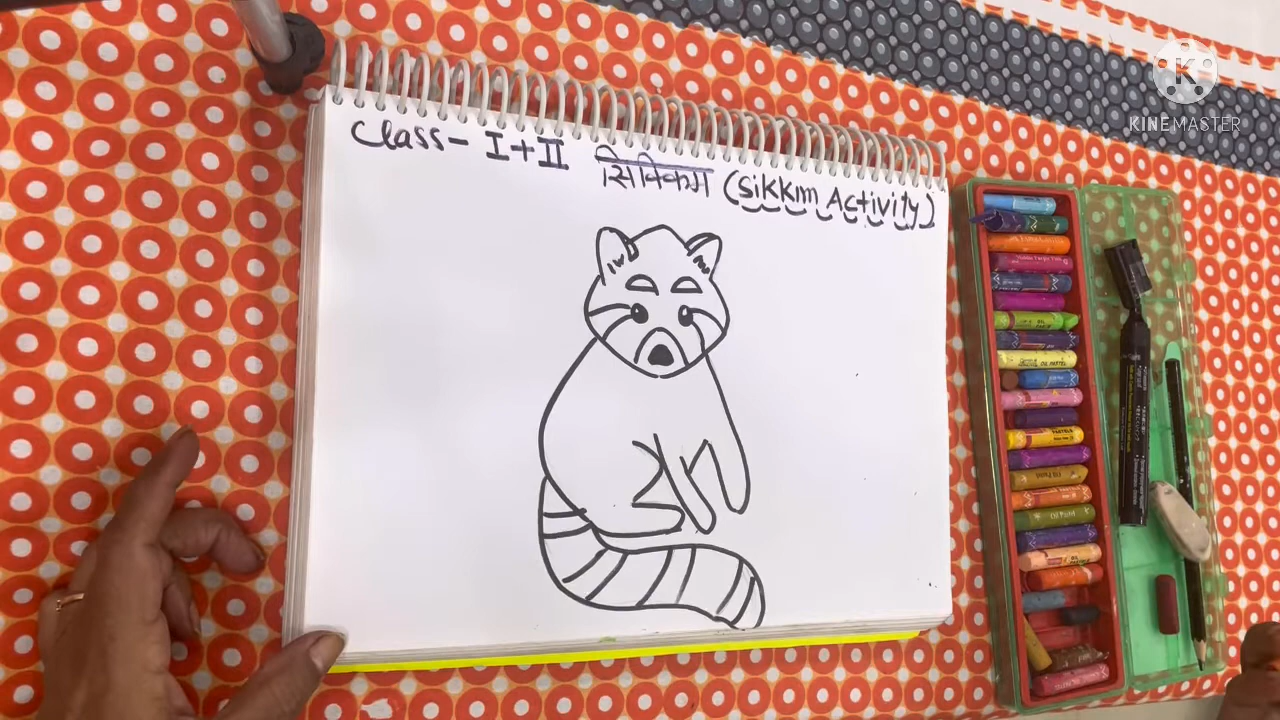 Class- I+II सिक्किम (Sikkim Activity)
KINEMASTER